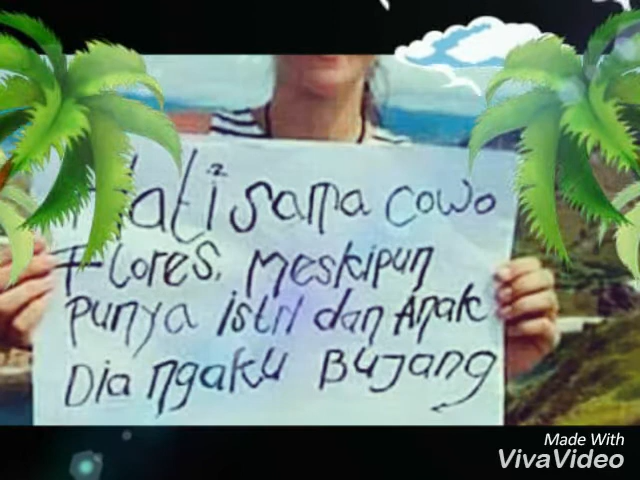 Hati² sama cowo
Flores. Meskipun
punya istri dan Anak
Dia ngaku Bujang
Made With
VivaVideo